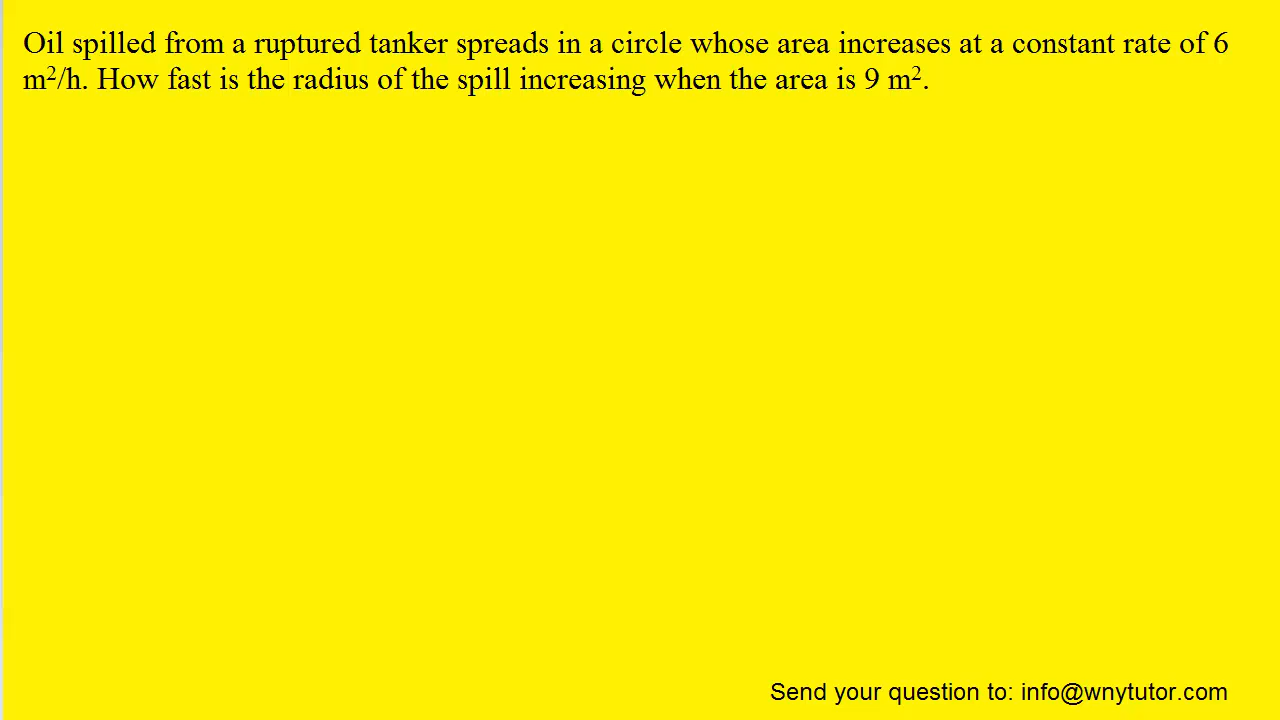 Oil spilled from a ruptured tanker spreads in a circle whose area increases at a constant rate of 6
m²/h. How fast is the radius of the spill increasing when the area is 9 m².
Send your question to: info@wnytutor.com